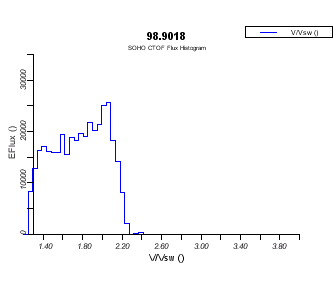 V/Vsw ()
98.9018
SOHO CTOF Flux Histogram
30000
20000
10000
0
EFlux ()
1.40 1.80 2.20 2.60 3.00 3.40 3.80
V/Vsw ()